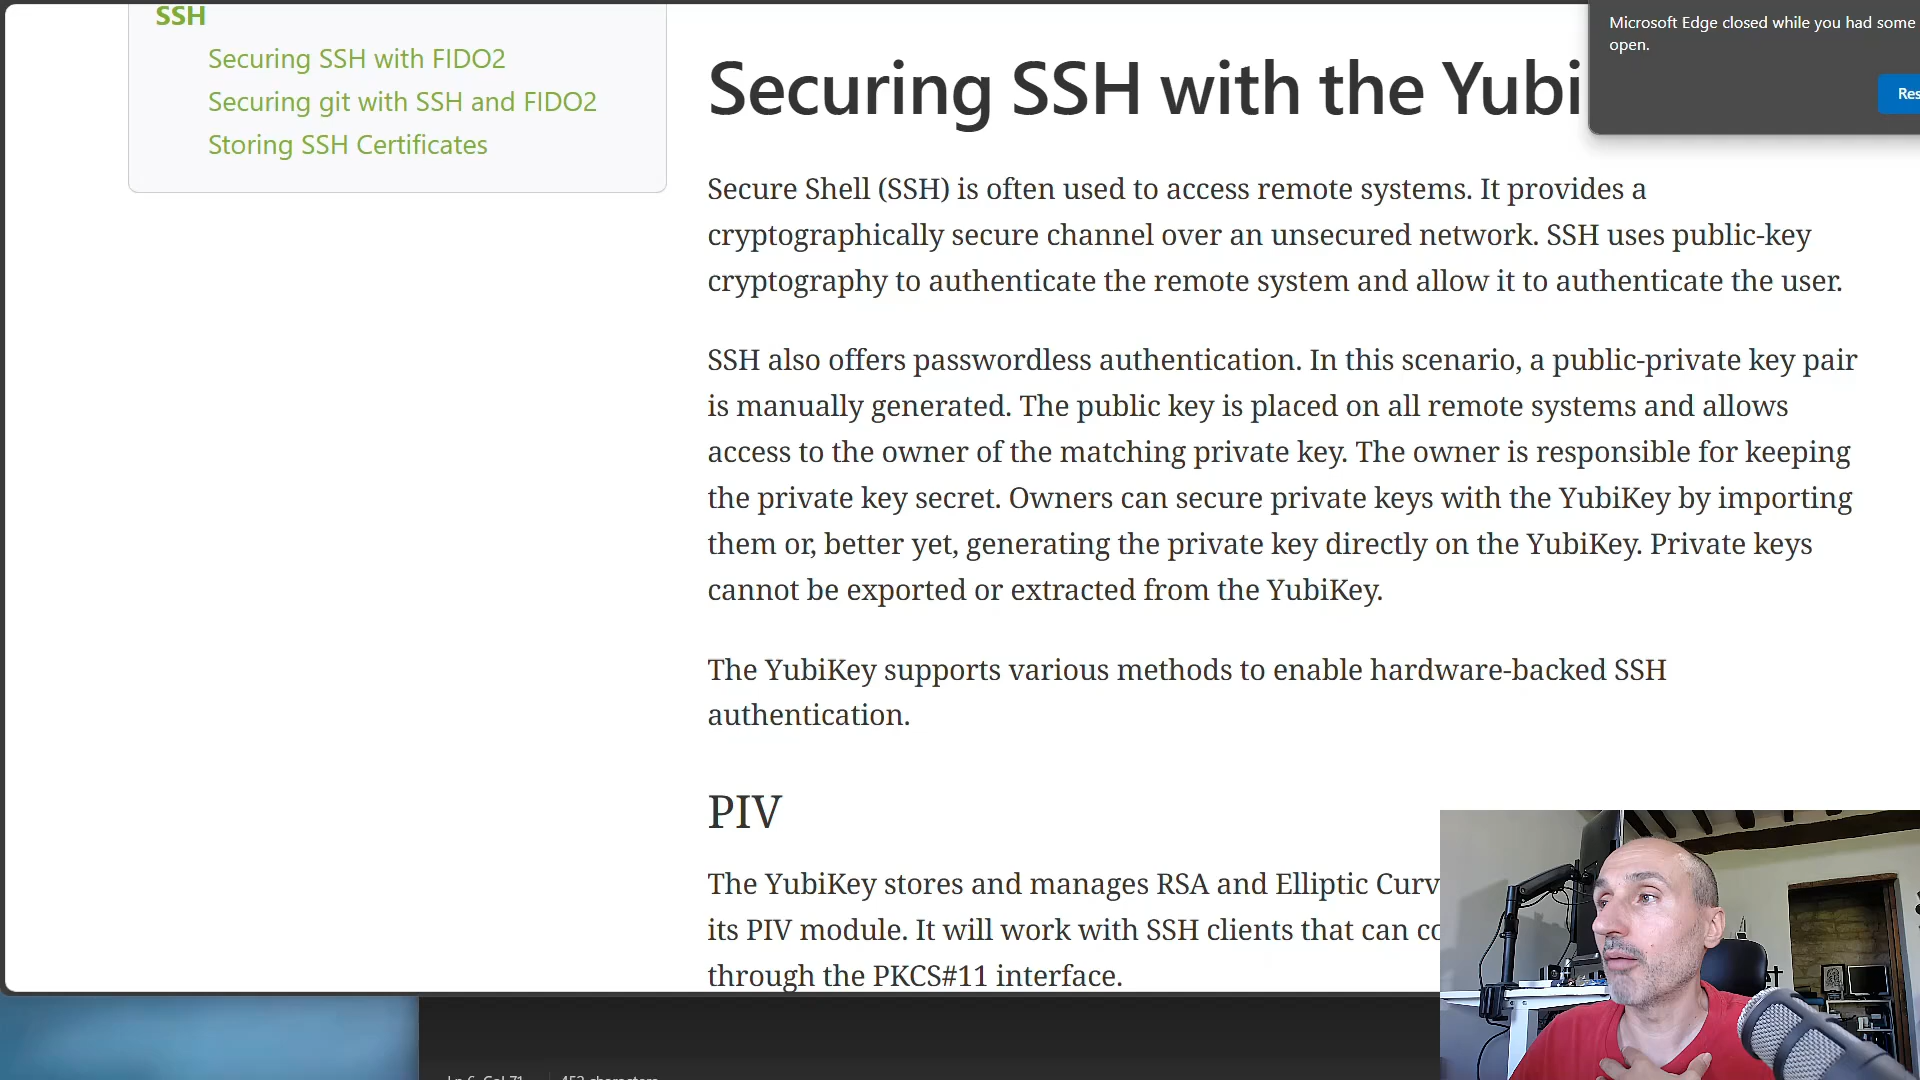 SSH
Securing SSH with FIDO2
Securing git with SSH and FIDO2
Storing SSH Certificates
Securing SSH with the Yubi
Microsoft Edge closed while you had some
open.
Res
Secure Shell (SSH) is often used to access remote systems. It provides a
cryptographically secure channel over an unsecured network. SSH uses public-key
cryptography to authenticate the remote system and allow it to authenticate the user.
SSH also offers passwordless authentication. In this scenario, a public-private key pair
is manually generated. The public key is placed on all remote systems and allows
access to the owner of the matching private key. The owner is responsible for keeping
the private key secret. Owners can secure private keys with the YubiKey by importing
them or, better yet, generating the private key directly on the YubiKey. Private keys
cannot be exported or extracted from the YubiKey.
The YubiKey supports various methods to enable hardware-backed SSH
authentication.
PIV
The YubiKey stores and manages RSA and Elliptic Curv
its PIV module. It will work with SSH clients that can co
through the PKCS#11 interface.